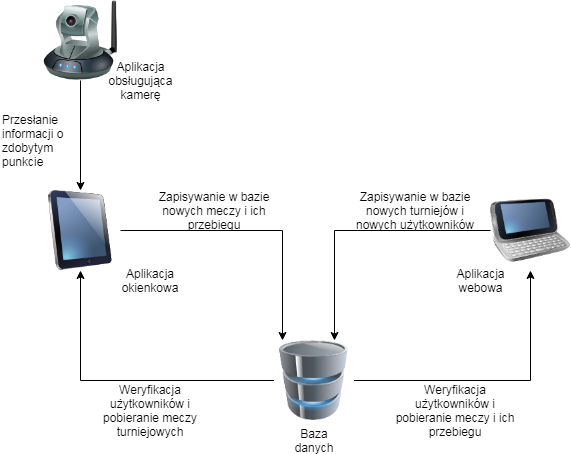 Aplikacja
obsługująca
kamerę
Przesłanie
informacji o
zdobytym
punkcie
Zapisywanie w bazie
nowych meczy i ich
przebiegu
Zapisywanie w bazie
nowych turniejów i
nowych użytkowników
Aplikacja
okienkowa
Aplikacja
webowa
Weryfikacja
użytkowników i
pobieranie meczy
turniejowych
Weryfikacja
użytkowników i
pobieranie meczy i ich
przebiegu
Baza
danych